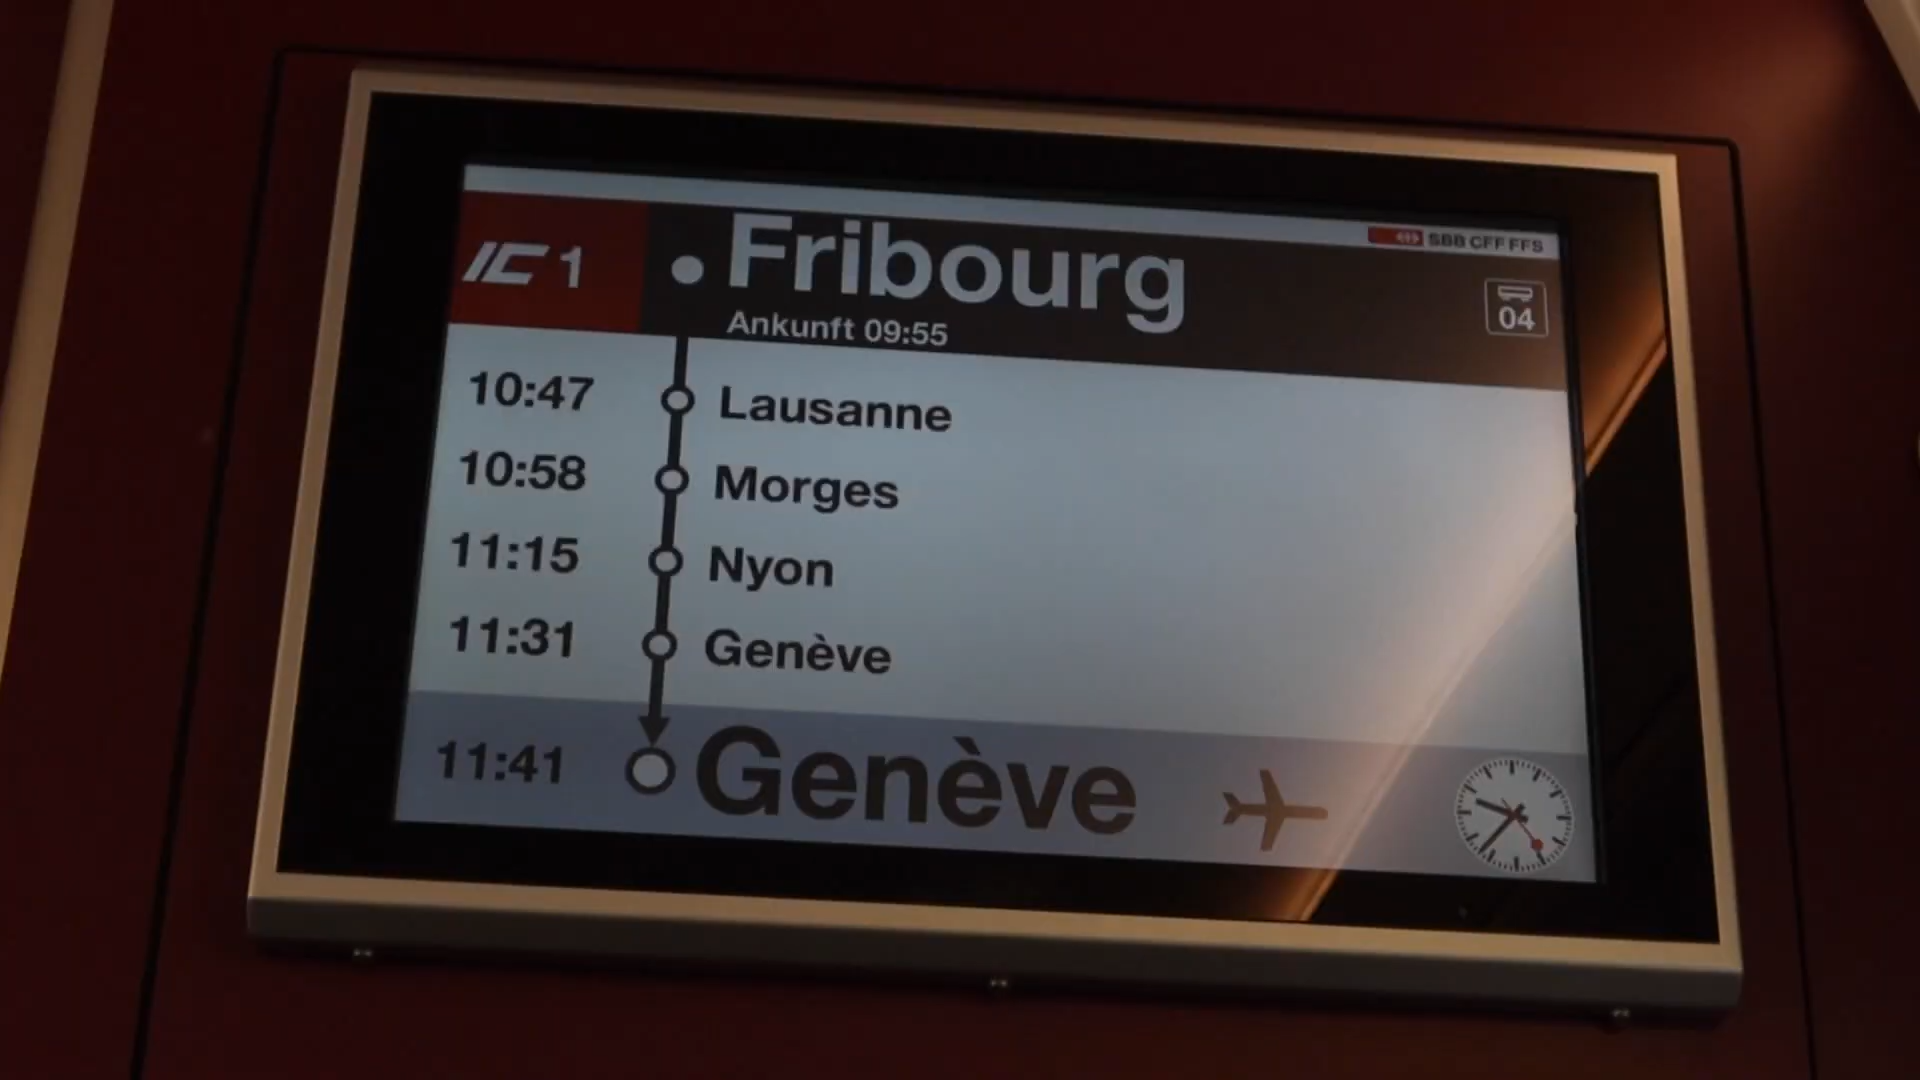 SBB CFF FFS
IC 1
Fribourg
04
Ankunft 09:55
10:47 Lausanne
10:58 Morges
11:15 Nyon
11:31 Genève
11:41 Genève